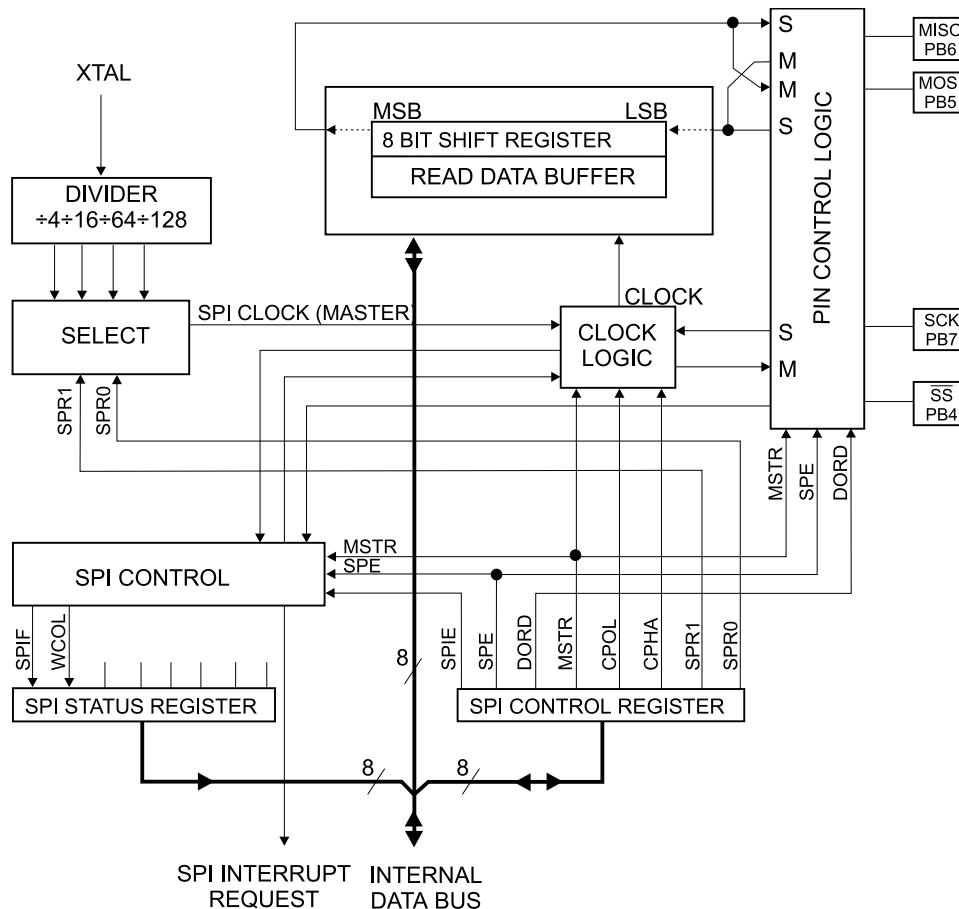 XTAL
DIVIDER
÷4÷16÷64÷128
SELECT
SPR1
SPR0
MSB
LSB
8 BIT SHIFT REGISTER
READ DATA BUFFER
SPI CLOCK (MASTER)
CLOCK
CLOCK
LOGIC
S
M
M
S
S
M
PIN CONTROL LOGIC
MISO
PB6
MOSI
PB5
SCK
PB7
SS
PB4
MSTR
SPE
DORD
SPI CONTROL
MSTR
SPE
SPIF
WCOL
SPI STATUS REGISTER
8
SPIE
SPE
DORD
MSTR
CPOL
CPHA
SPR1
SPR0
SPI CONTROL REGISTER
8
8
SPI INTERRUPT
REQUEST
INTERNAL
DATA BUS